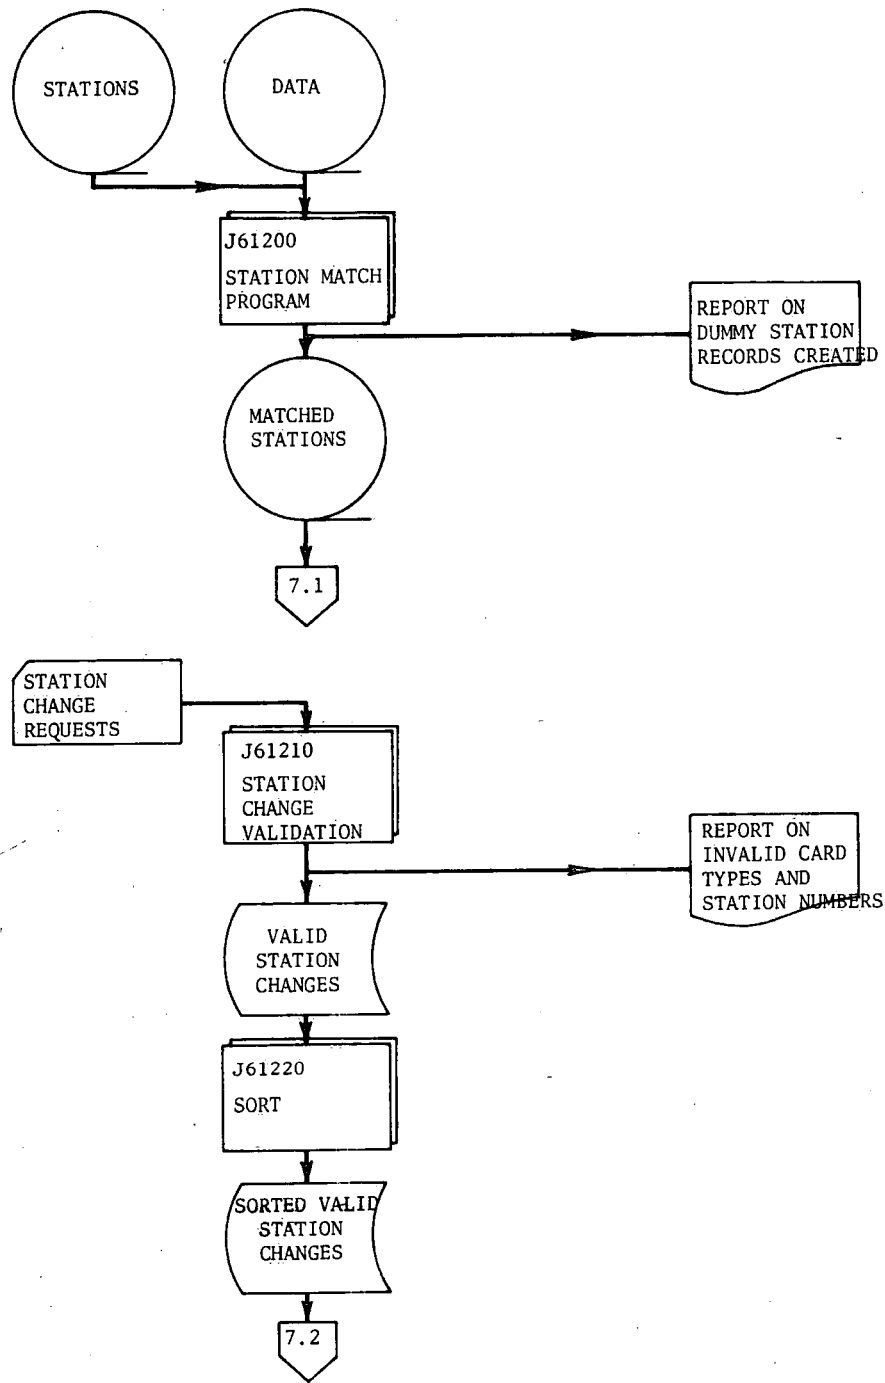 STATIONS
DATA
J61200
STATION MATCH
PROGRAM
REPORT ON
DUMMY STATION
RECORDS CREATED
MATCHED
STATIONS
7.1
STATION
CHANGE
REQUESTS
J61210
STATION
CHANGE
VALIDATION
REPORT ON
INVALID CARD
TYPES AND
STATION NUMBERS
VALID
STATION
CHANGES
J61220
SORT
SORTED VALID
STATION
CHANGES
7.2